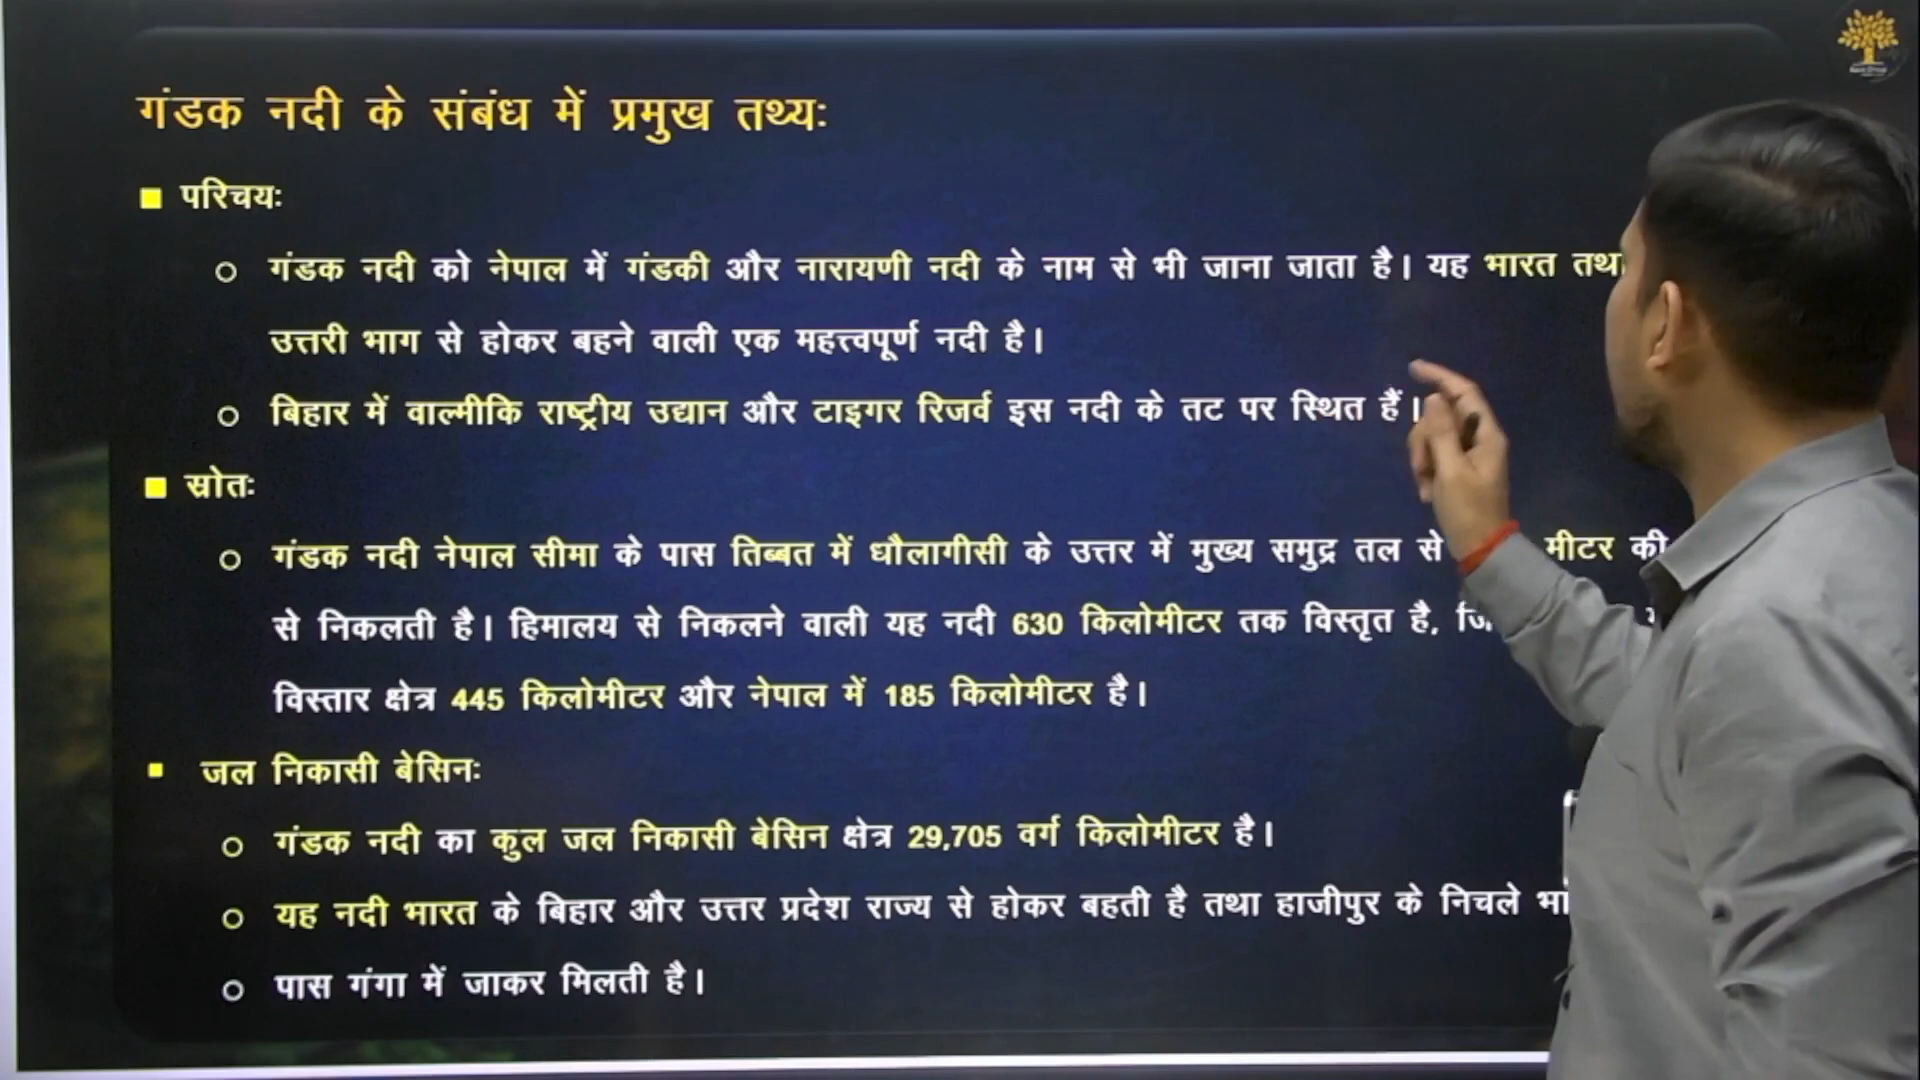 गंडक नदी के संबंध में प्रमुख तथ्यः
परिचयः
गंडक नदी को नेपाल में गंडकी और नारायणी नदी के नाम से भी जाना जाता है। यह भारत तथा
उत्तरी भाग से होकर बहने वाली एक महत्त्वपूर्ण नदी है।
बिहार में वाल्मीकि राष्ट्रीय उद्यान और टाइगर रिजर्व इस नदी के तट पर स्थित हैं।
स्रोतः
गंडक नदी नेपाल सीमा के पास तिब्बत में धौलागीसी के उत्तर में मुख्य समुद्र तल से मीटर की
से निकलती है। हिमालय से निकलने वाली यह नदी 630 किलोमीटर तक विस्तृत है,
विस्तार क्षेत्र 445 किलोमीटर और नेपाल में 185 किलोमीटर है।
जल निकासी बेसिनः
गंडक नदी का कुल जल निकासी बेसिन क्षेत्र 29,705 वर्ग किलोमीटर है।
यह नदी भारत के बिहार और उत्तर प्रदेश राज्य से होकर बहती है तथा हाजीपुर के निचले
पास गंगा में जाकर मिलती है।